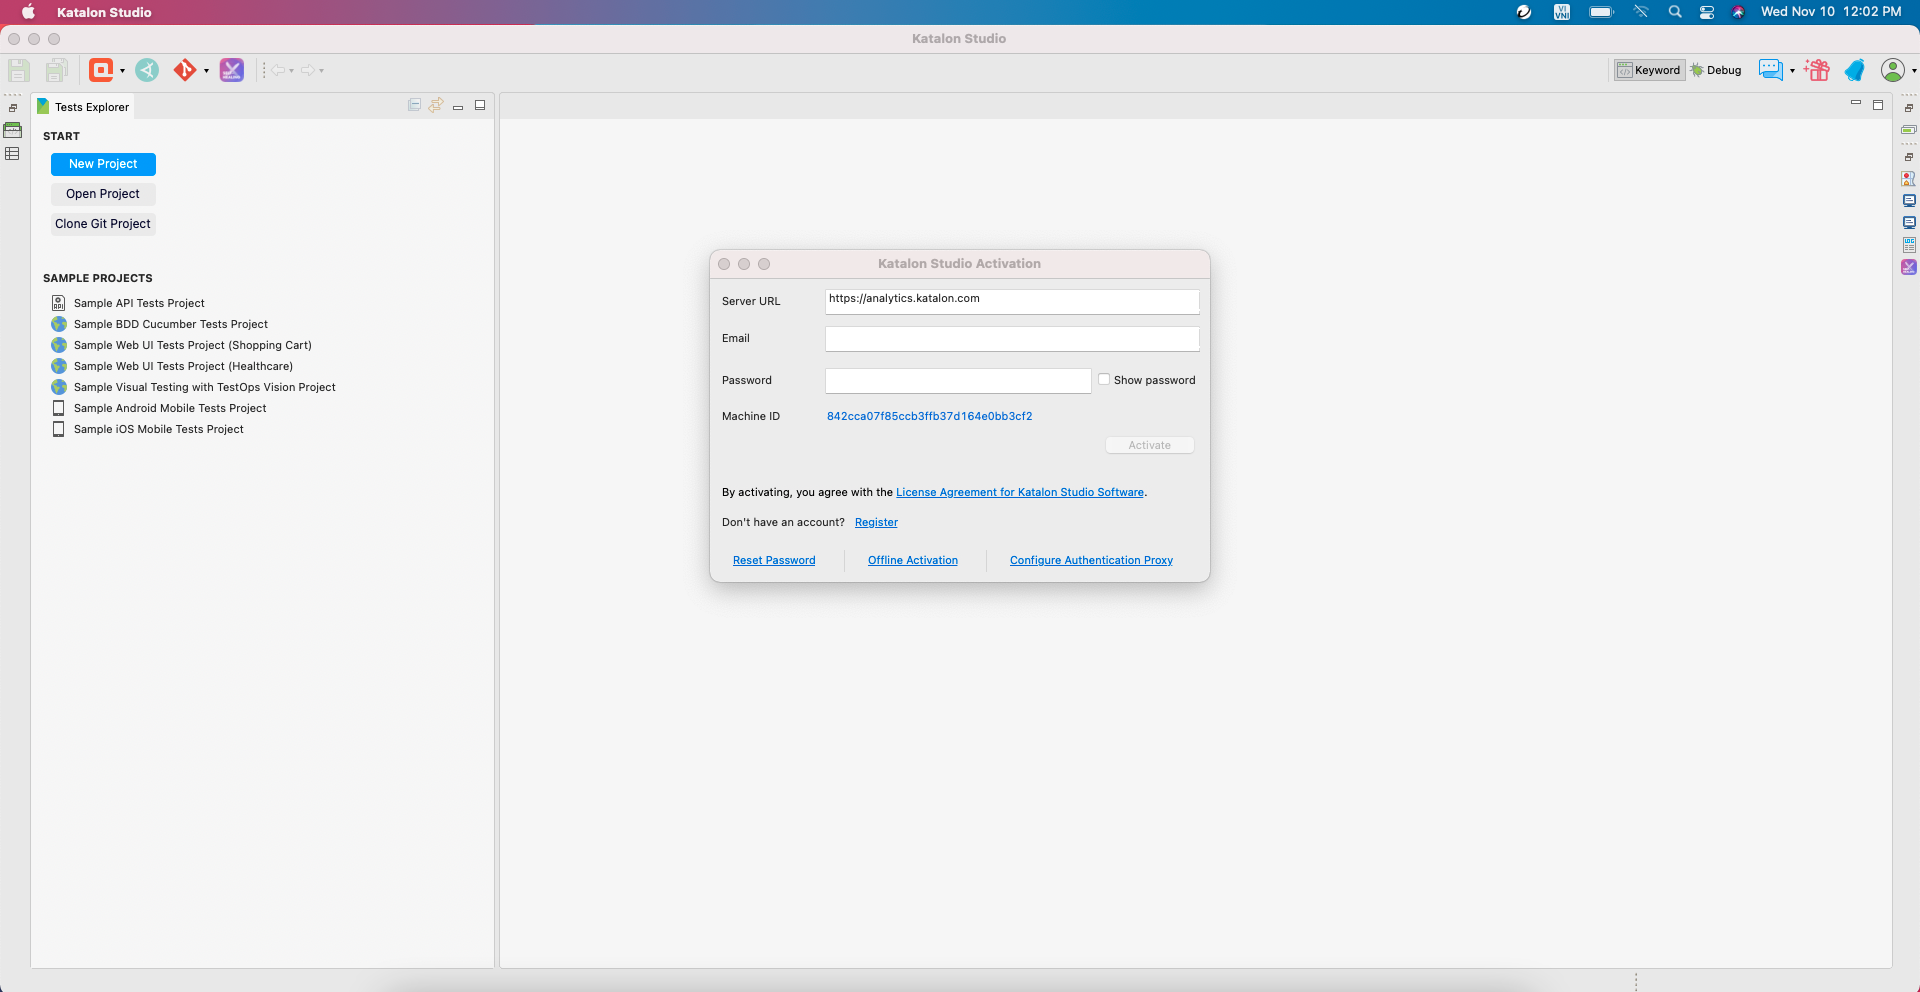 Katalon Studio
VI
VNI
Wed Nov 10 12:02 PM
Katalon Studio
Keyword
Debug
Tests Explorer
START
New Project
Open Project
Clone Git Project
SAMPLE PROJECTS
Sample API Tests Project
Sample BDD Cucumber Tests Project
Sample Web UI Tests Project (Shopping Cart)
Sample Web UI Tests Project (Healthcare)
Sample Visual Testing with TestOps Vision Project
Sample Android Mobile Tests Project
Sample iOS Mobile Tests Project
Katalon Studio Activation
Server URL https://analytics.katalon.com
Email
Password Show password
Machine ID 842cca07f85ccb3ffb37d164e0bb3cf2
Activate
By activating, you agree with the License Agreement for Katalon Studio Software.
Don't have an account? Register
Reset Password Offline Activation Configure Authentication Proxy